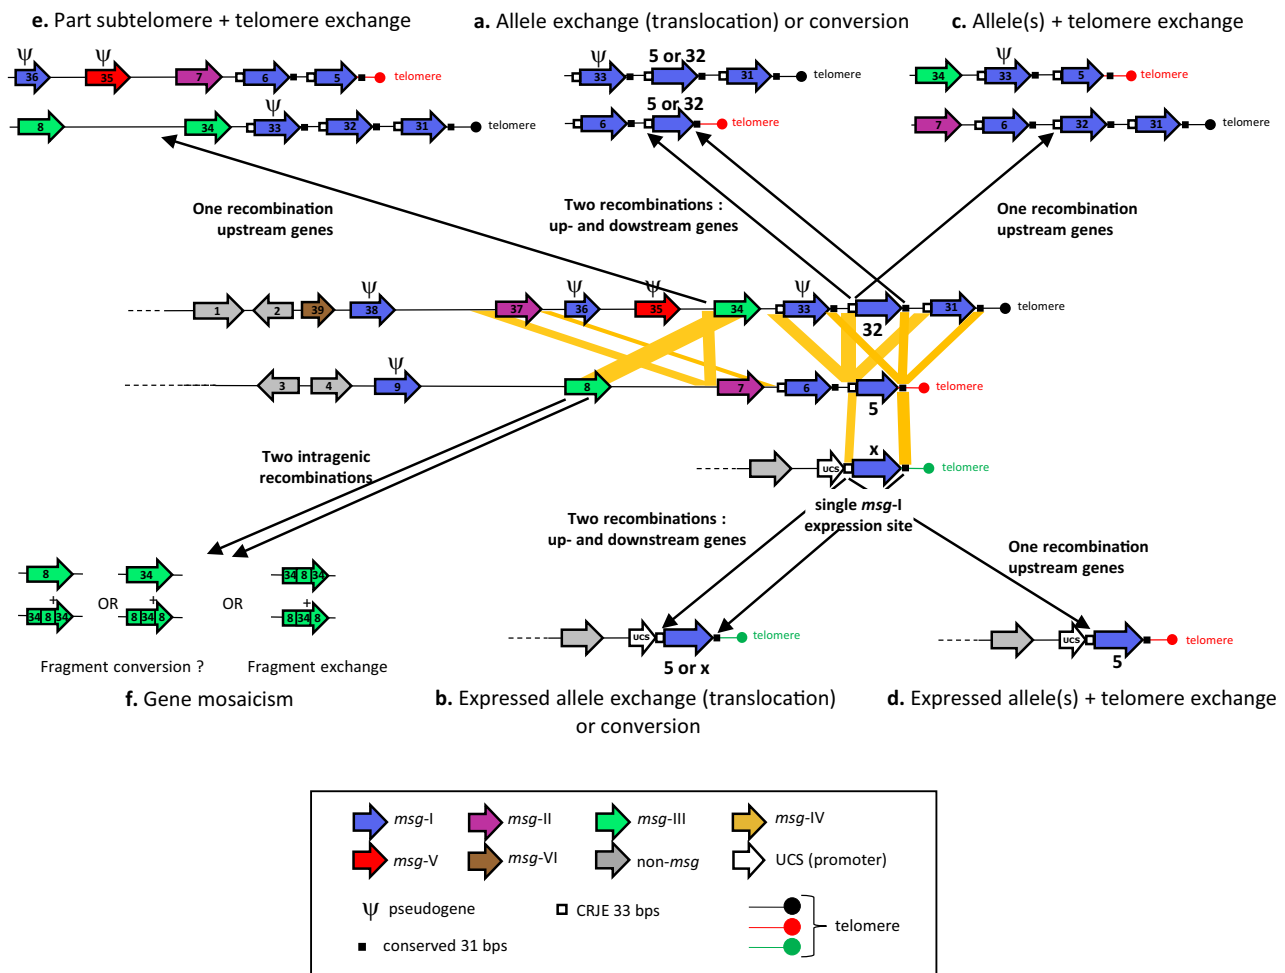 e. Part subtelomere + telomere exchange
a. Allele exchange (translocation) or conversion
c. Allele(s) + telomere exchange
ψ ψ
36 35 7 6 5 telomere
ψ 5 or 32
33 31 telomere
ψ
34 33 5 telomere
ψ
8 34 33 32 31 telomere
5 or 32
6 telomere
7 6 32 31 telomere
One recombination
upstream genes
Two recombinations :
up- and dowstream genes
One recombination
upstream genes
ψ ψ ψ ψ
1 2 39 38 37 36 35 34 33 31 telomere
32
ψ
3 4 9 8 7 6 telomere
5
Two intragenic
recombinations
x
UCS telomere
single msg-I
expression site
Two recombinations :
up- and downstream genes
One recombination
upstream genes
8 34 34 8 34
+ OR + OR +
34 8 34 8 34 8 8 34 8
Fragment conversion ?
Fragment exchange
f. Gene mosaicism
UCS telomere
5 or x
b. Expressed allele exchange (translocation)
or conversion
UCS telomere
5
d. Expressed allele(s) + telomere exchange
msg-I msg-II msg-III msg-IV
msg-V msg-VI non-msg UCS (promoter)
ψ pseudogene CRJE 33 bps
telomere
conserved 31 bps